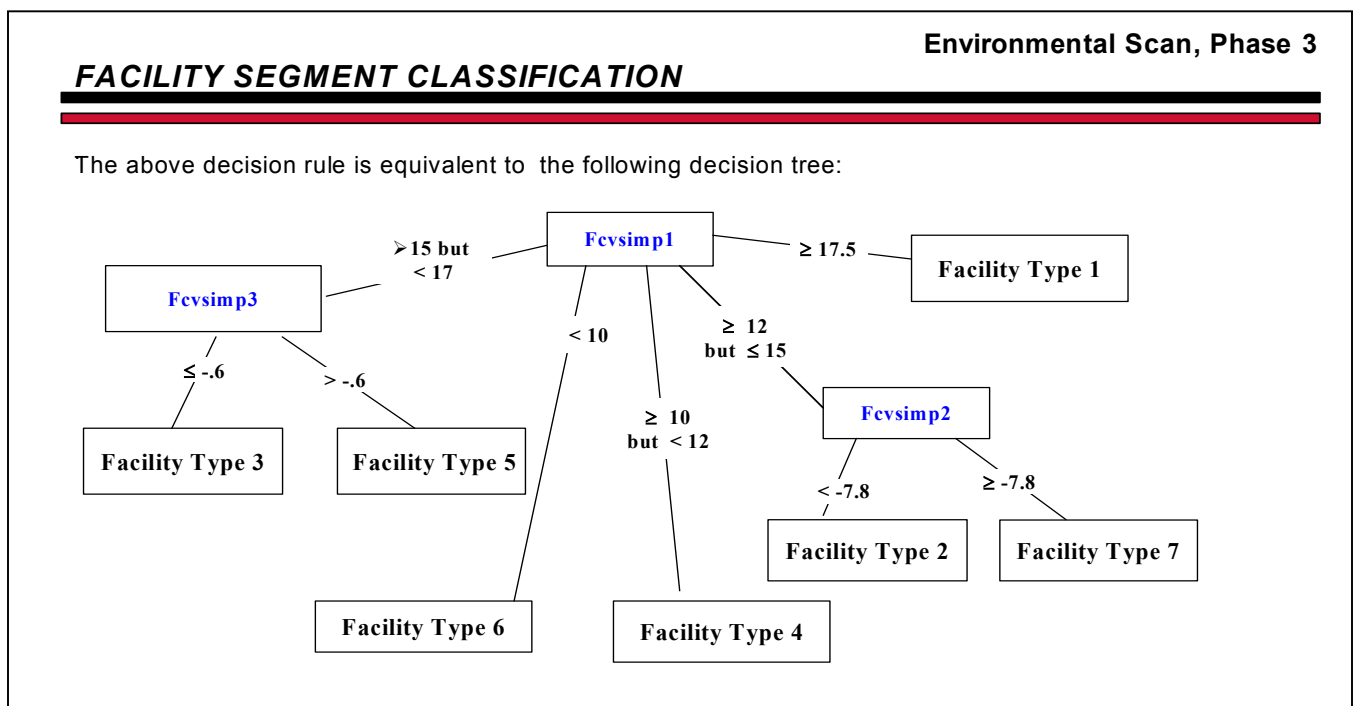 Environmental Scan, Phase 3
FACILITY SEGMENT CLASSIFICATION
The above decision rule is equivalent to the following decision tree:
Fcvsimp1
➢15 but
< 17
≥ 17.5
Facility Type 1
Fcvsimp3
< 10
≥ 12
but ≤ 15
≤ -.6
> -.6
≥ 10
but < 12
Fcvsimp2
Facility Type 3
Facility Type 5
< -7.8
≥ -7.8
Facility Type 2
Facility Type 7
Facility Type 6
Facility Type 4